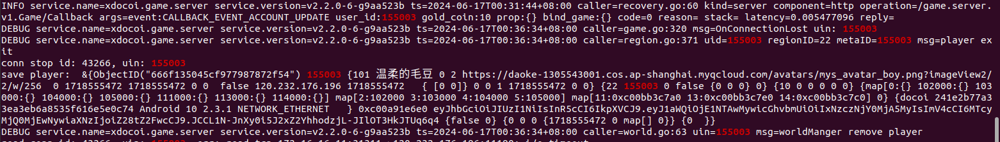 INFO service.name=xdocoi.game.server service.version=v2.2.0-6-g9aa523b ts=2024-06-17T00:31:44+08:00 caller=recovery.go:60 kind=server component=http operation=/game.server.
v1.Game/Callback args=event:CALLBACK_EVENT_ACCOUNT_UPDATE user_id:155003 gold_coin:10 prop:{} bind_game:{} code=0 reason= stack= latency=0.005477096 reply=
DEBUG service.name=xdocoi.game.server service.version=v2.2.0-6-g9aa523b ts=2024-06-17T00:36:34+08:00 caller=game.go:320 msg=OnConnectionLost uin: 155003
DEBUG service.name=xdocoi.game.server service.version=v2.2.0-6-g9aa523b ts=2024-06-17T00:36:34+08:00 caller=region.go:371 uid=155003 regionID=22 metaID=155003 msg=player ex
it
conn stop id: 43266, uin: 155003
save player:  &{ObjectID("666f135045cf977987872f54") 155003 {101 温柔的毛豆 0 2 https://daoke-1305543001.cos.ap-shanghai.myqcloud.com/avatars/mys_avatar_boy.png?imageView2/
2/w/256  0 1718555472 1718555472 0 0  false 120.232.176.196 1718555472   { [0 0]} 0 0 1 1718555472 0 0} {22 155003 0 false {0 0 0 0} {10 0 0 0 0 0} {map[0:{} 102000:{} 103
000:{} 104000:{} 105000:{} 111000:{} 113000:{} 114000:{}] map[2:102000 3:103000 4:104000 5:105000] map[11:0xc00bb3c7a0 13:0xc00bb3c7e0 14:0xc00bb3c7c0] 0} {docoi 241e2b77a3
3ea3eb6a8535f616e5e0c74 Android 10 2.3.1 NETWORK_ETHERNET   } 0xc00a91e6e0 eyJhbGciOiJIUzI1NiIsInR5cCI6IkpXVCJ9.eyJ1aWQiOjE1NTAwMywicGhvbmUiOiIxNzczNjY0MjA5MyIsImV4cCI6MTcy
MjQ0MjEwNywiaXNzIjoiZ28tZ2FwcCJ9.JCCL1N-JnXy0i5J2xZ2YhhodzjL-JIlOT3HkJTUq6q4 {false 0} {0 0 0 {1718555472 0 map[] 0}} {0  }}
DEBUG service.name=xdocoi.game.server service.version=v2.2.0-6-g9aa523b ts=2024-06-17T00:36:34+08:00 caller=world.go:63 uin=155003 msg=worldManger remove player